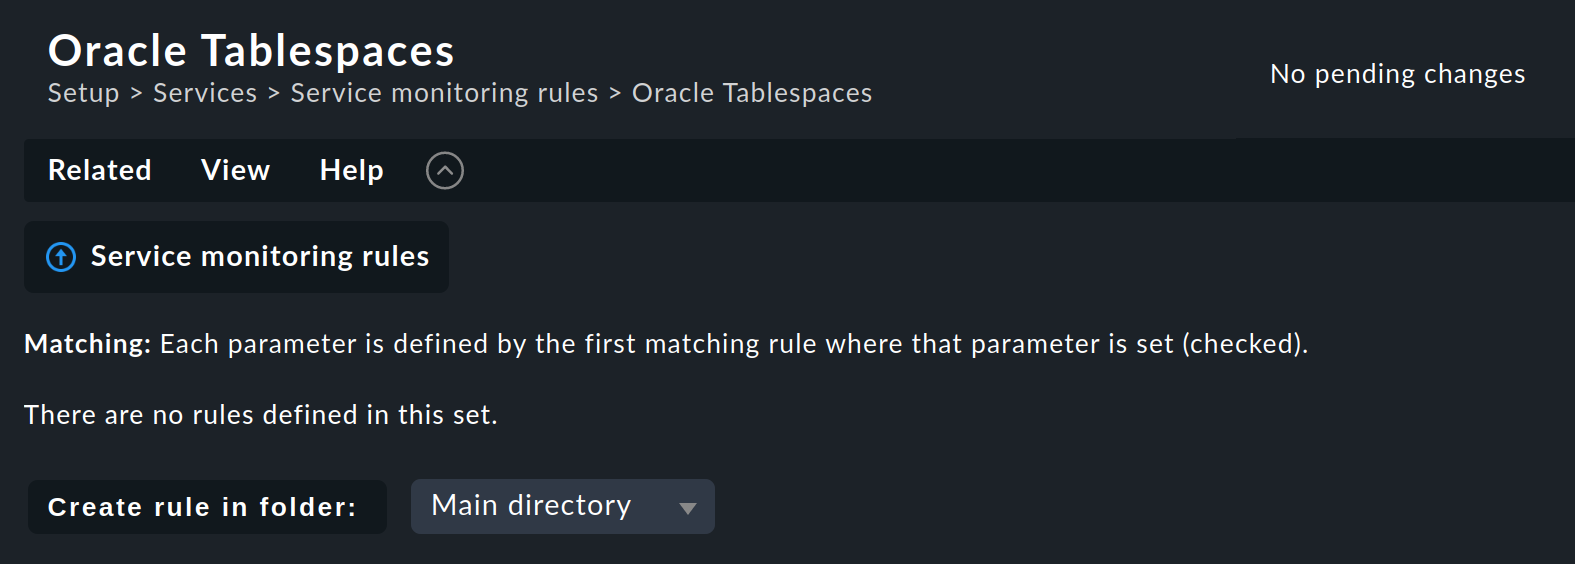 Oracle Tablespaces
Setup > Services > Service monitoring rules > Oracle Tablespaces
No pending changes
Related View Help
Service monitoring rules
Matching: Each parameter is defined by the first matching rule where that parameter is set (checked).
There are no rules defined in this set.
Create rule in folder: Main directory